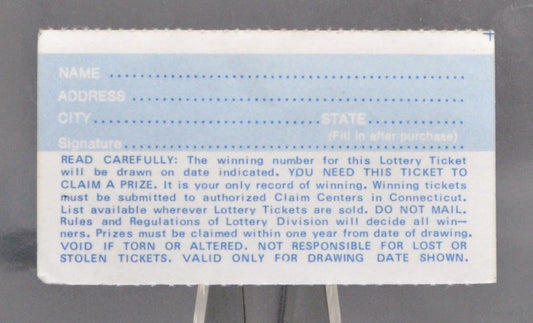 NAME
ADDRESS
CITY STATE
(Fill in after purchase)
Signature
READ CAREFULLY: The winning number for this Lottery Ticket
will be drawn on date indicated. YOU NEED THIS TICKET TO
CLAIM A PRIZE. It is your only record of winning. Winning tickets
must be submitted to authorized Claim Centers in Connecticut.
List available wherever Lottery Tickets are sold. DO NOT MAIL.
Rules and Regulations of Lottery Division will decide all win–
ners. Prizes must be claimed within one year from date of drawing.
VOID IF TORN OR ALTERED. NOT RESPONSIBLE FOR LOST OR
STOLEN TICKETS. VALID ONLY FOR DRAWING DATE SHOWN.